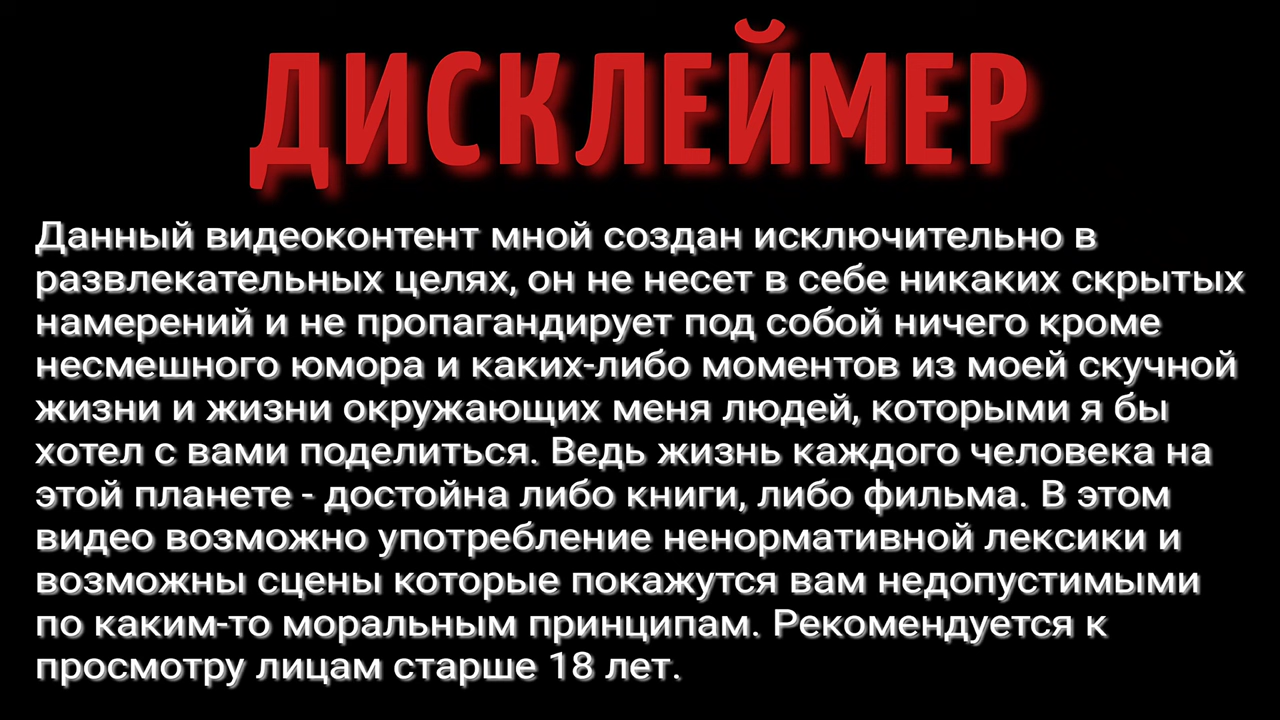 ДИСКЛЕЙМЕР
Данный видеоконтент мной создан исключительно в
развлекательных целях, он не несет в себе никаких скрытых
намерений и не пропагандирует под собой ничего кроме
несмешного юмора и каких-либо моментов из моей скучной
жизни и жизни окружающих меня людей, которыми я бы
хотел с вами поделиться. Ведь жизнь каждого человека на
этой планете - достойна либо книги, либо фильма. В этом
видео возможно употребление ненормативной лексики и
возможны сцены которые покажутся вам недопустимыми
по каким-то моральным принципам. Рекомендуется к
просмотру лицам старше 18 лет.